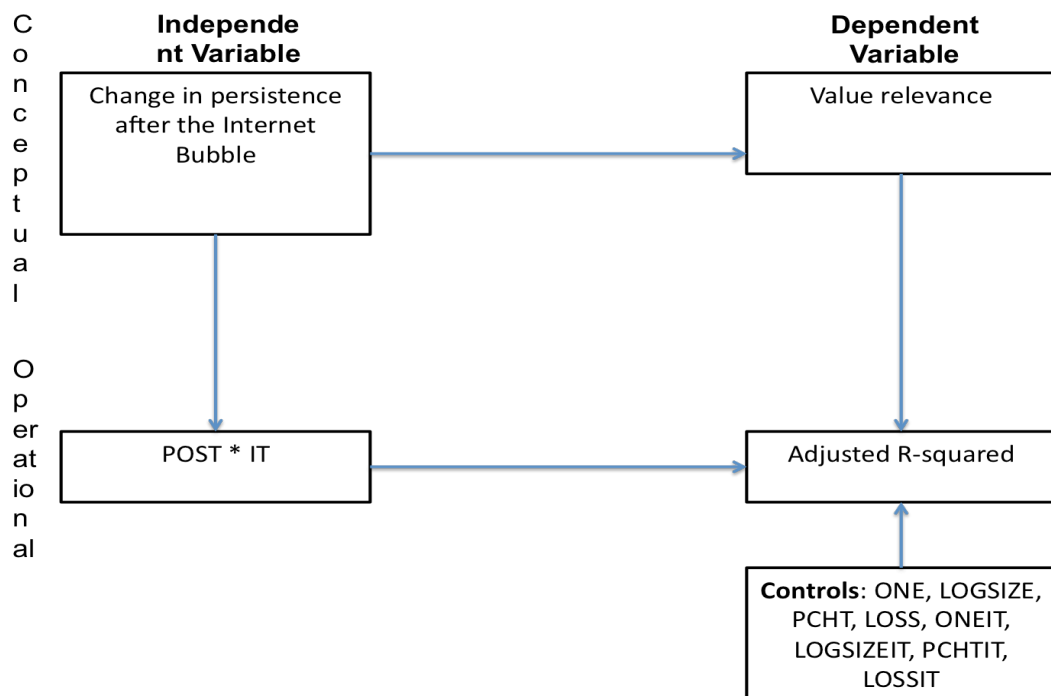 C
o
n
c
e
p
t
u
a
l
Independe
nt Variable
Dependent
Variable
Change in persistence
after the Internet
Bubble
Value relevance
O
p
er
at
io
n
al
POST * IT
Adjusted R-squared
Controls: ONE, LOGSIZE,
PCHT, LOSS, ONEIT,
LOGSIZEIT, PCHTIT,
LOSSIT